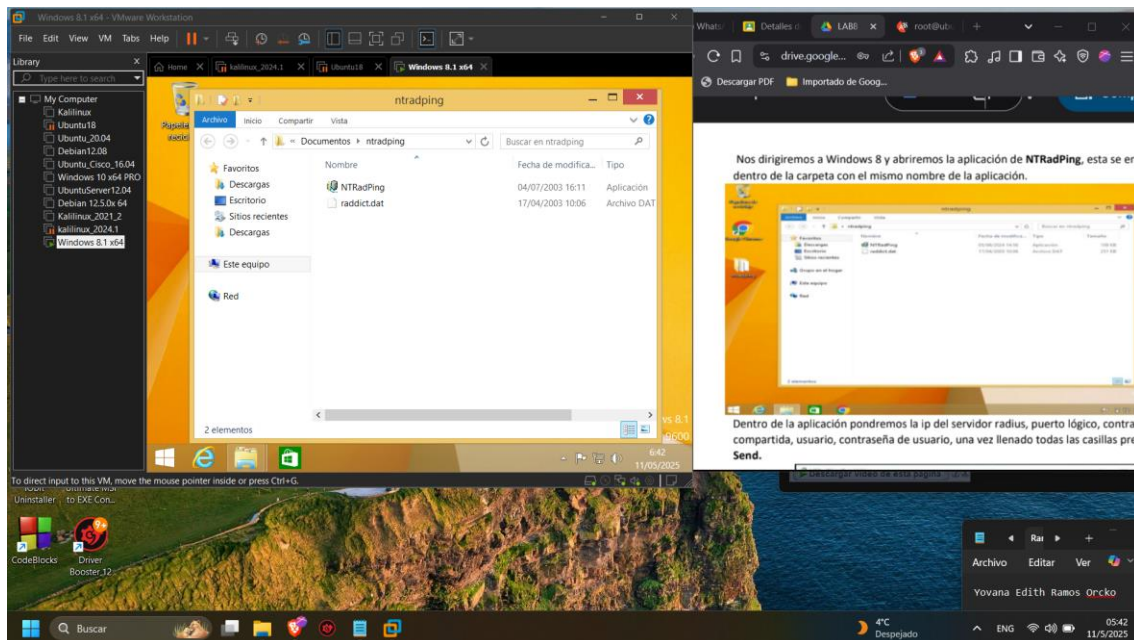 Windows 8.1 x64 - VMware Workstation
File Edit View VM Tabs Help
Library
Type here to search
My Computer
Kalilinux
Ubuntu18
Ubuntu_20.04
Debian12.08
Ubuntu_Cisco_16.04
Windows 10 x64 PRO
UbuntuServer12.04
Debian 12.5.0x 64
Kalilinux_2021_2
kalilinux_2024.1
Windows 8.1 x64
Home
kalilinux_2024.1
Ubuntu18
Windows 8.1 x64
ntradping
Archivo Inicio Compartir Vista
Documentos ntradping
Buscar en ntradping
Favoritos
Descargas
Escritorio
Sitios recientes
Descargas
Este equipo
Red
Nombre Fecha de modifica... Tipo
NTRadPing 04/07/2003 16:11 Aplicación
raddict.dat 17/04/2003 10:06 Archivo DAT
2 elementos
6:42
11/05/2025
To direct input to this VM, move the mouse pointer inside or press Ctrl+G.
Uninstaller to EXE Con...
CodeBlocks
Driver
Booster 12
Detalles d
LABB
root@ub
drive.google...
Descargar PDF Importado de Goog...
Nos dirigiremos a Windows 8 y abriremos la aplicación de NTRadPing, esta se en
dentro de la carpeta con el mismo nombre de la aplicación.
Dentro de la aplicación pondremos la ip del servidor radius, puerto lógico, contra
compartida, usuario, contraseña de usuario, una vez llenado todas las casillas pre
Send.
Archivo Editar Ver
Yovana Edith Ramos Orcko
Buscar
4°C
Despejado
ENG
05:42
11/5/2025